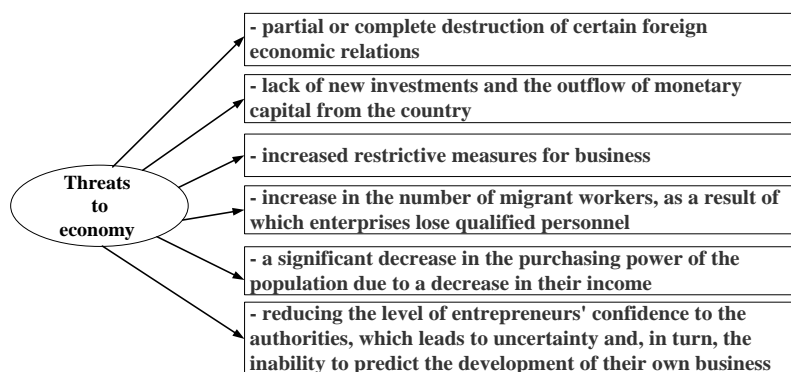 Threats
to
economy
- partial or complete destruction of certain foreign
economic relations
- lack of new investments and the outflow of monetary
capital from the country
- increased restrictive measures for business
- increase in the number of migrant workers, as a result of
which enterprises lose qualified personnel
- a significant decrease in the purchasing power of the
population due to a decrease in their income
- reducing the level of entrepreneurs' confidence to the
authorities, which leads to uncertainty and, in turn, the
inability to predict the development of their own business